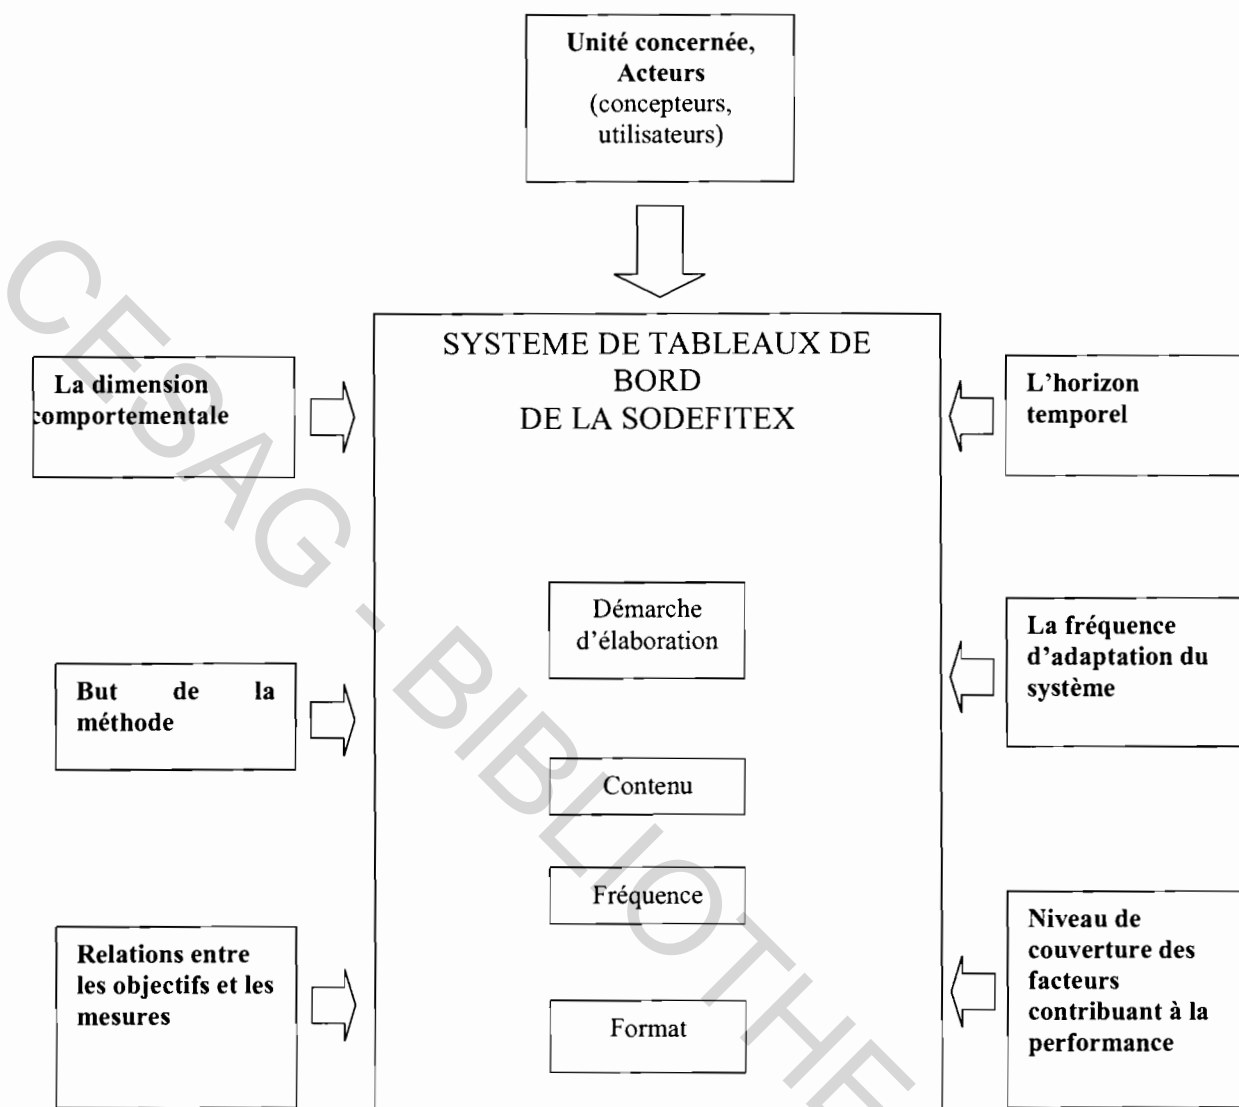 Unité concernée,
Acteurs
(concepteurs,
utilisateurs)
SYSTEME DE TABLEAUX DE
BORD
DE LA SODEFITEX
La dimension
comportementale
L'horizon
temporel
Démarche
d'élaboration
La fréquence
d'adaptation du
système
But de la
méthode
Contenu
Fréquence
Relations entre
les objectifs et les
mesures
Niveau de
couverture des
facteurs
contribuant à la
performance
Format
CESAG - BIBLIOTHE